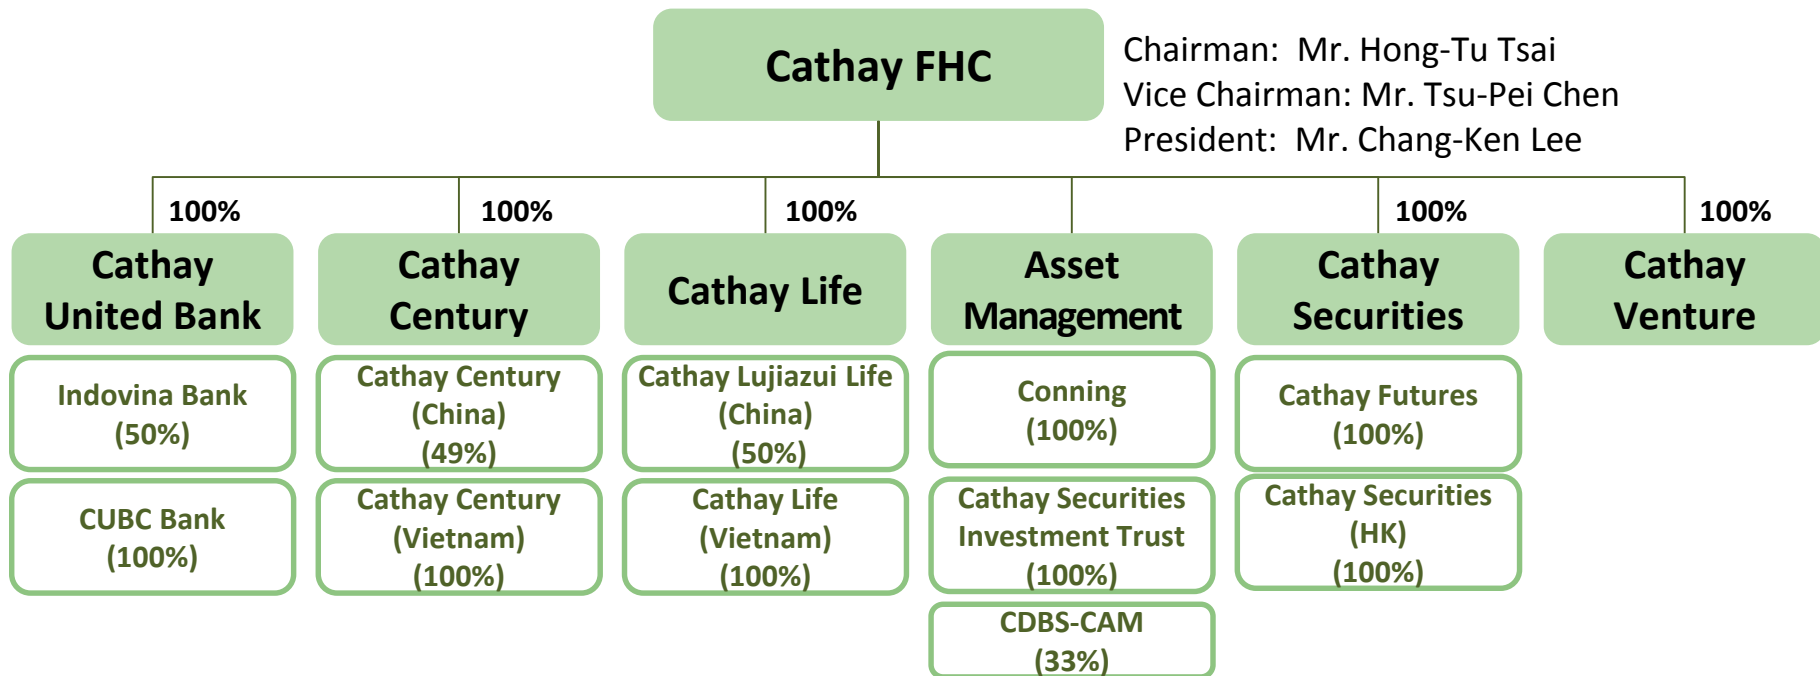 Cathay FHC
Chairman: Mr. Hong-Tu Tsai
Vice Chairman: Mr. Tsu-Pei Chen
President: Mr. Chang-Ken Lee
100%
100%
100%
100%
100%
Cathay
United Bank
Cathay
Century
Cathay Life
Asset
Management
Cathay
Securities
Cathay
Venture
Indovina Bank
(50%)
Cathay Century
(China)
(49%)
Cathay Lujiazui Life
(China)
(50%)
Conning
(100%)
Cathay Futures
(100%)
CUBC Bank
(100%)
Cathay Century
(Vietnam)
(100%)
Cathay Life
(Vietnam)
(100%)
Cathay Securities
Investment Trust
(100%)
Cathay Securities
(HK)
(100%)
CDBS-CAM
(33%)